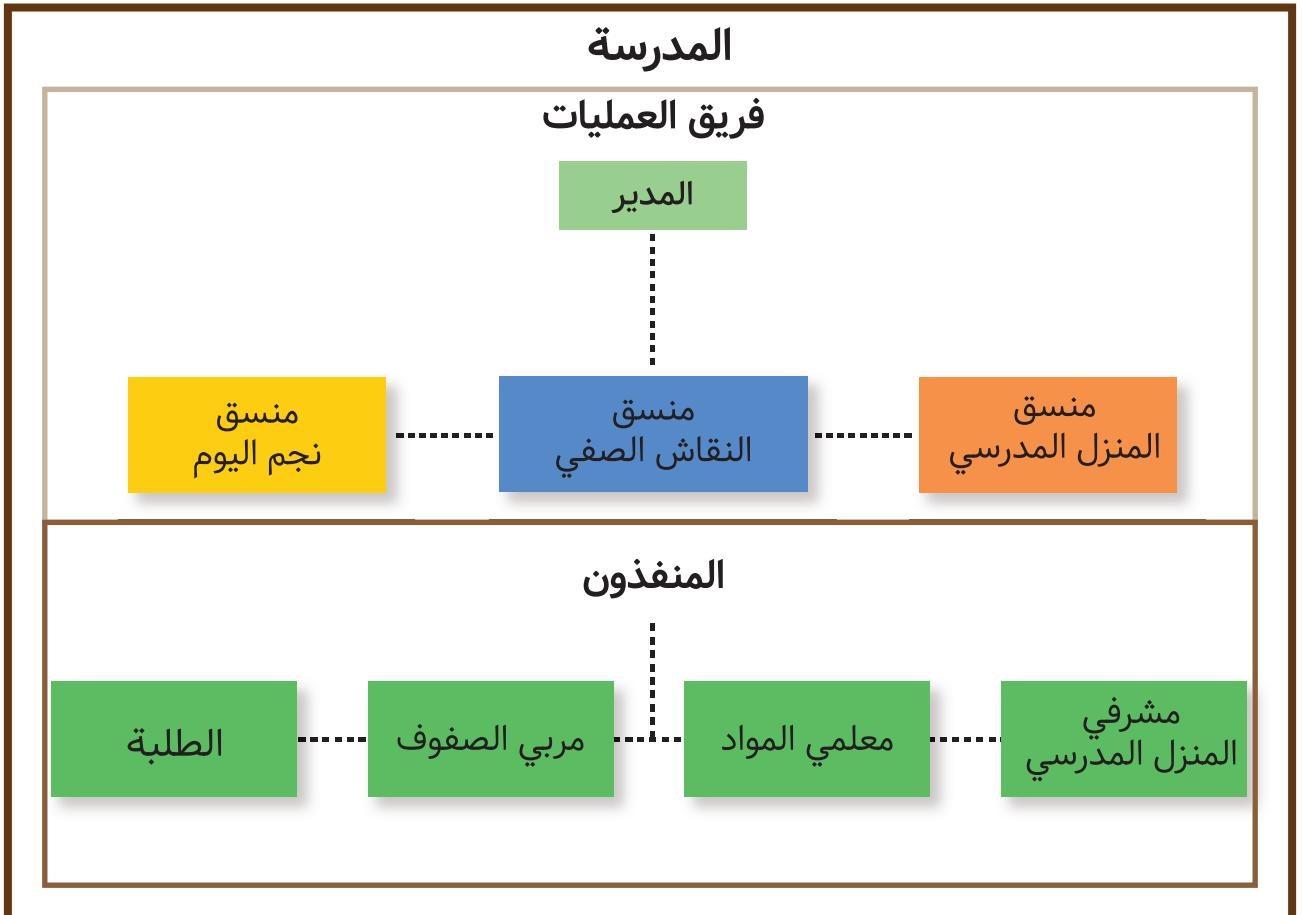 المدرسة
فريق العمليات
المدير
منسق
المنزل المدرسي
منسق
النقاش الصفي
منسق
نجم اليوم
المنفذون
مشرفي
المنزل المدرسي
معلمي المواد
مربي الصفوف
الطلبة